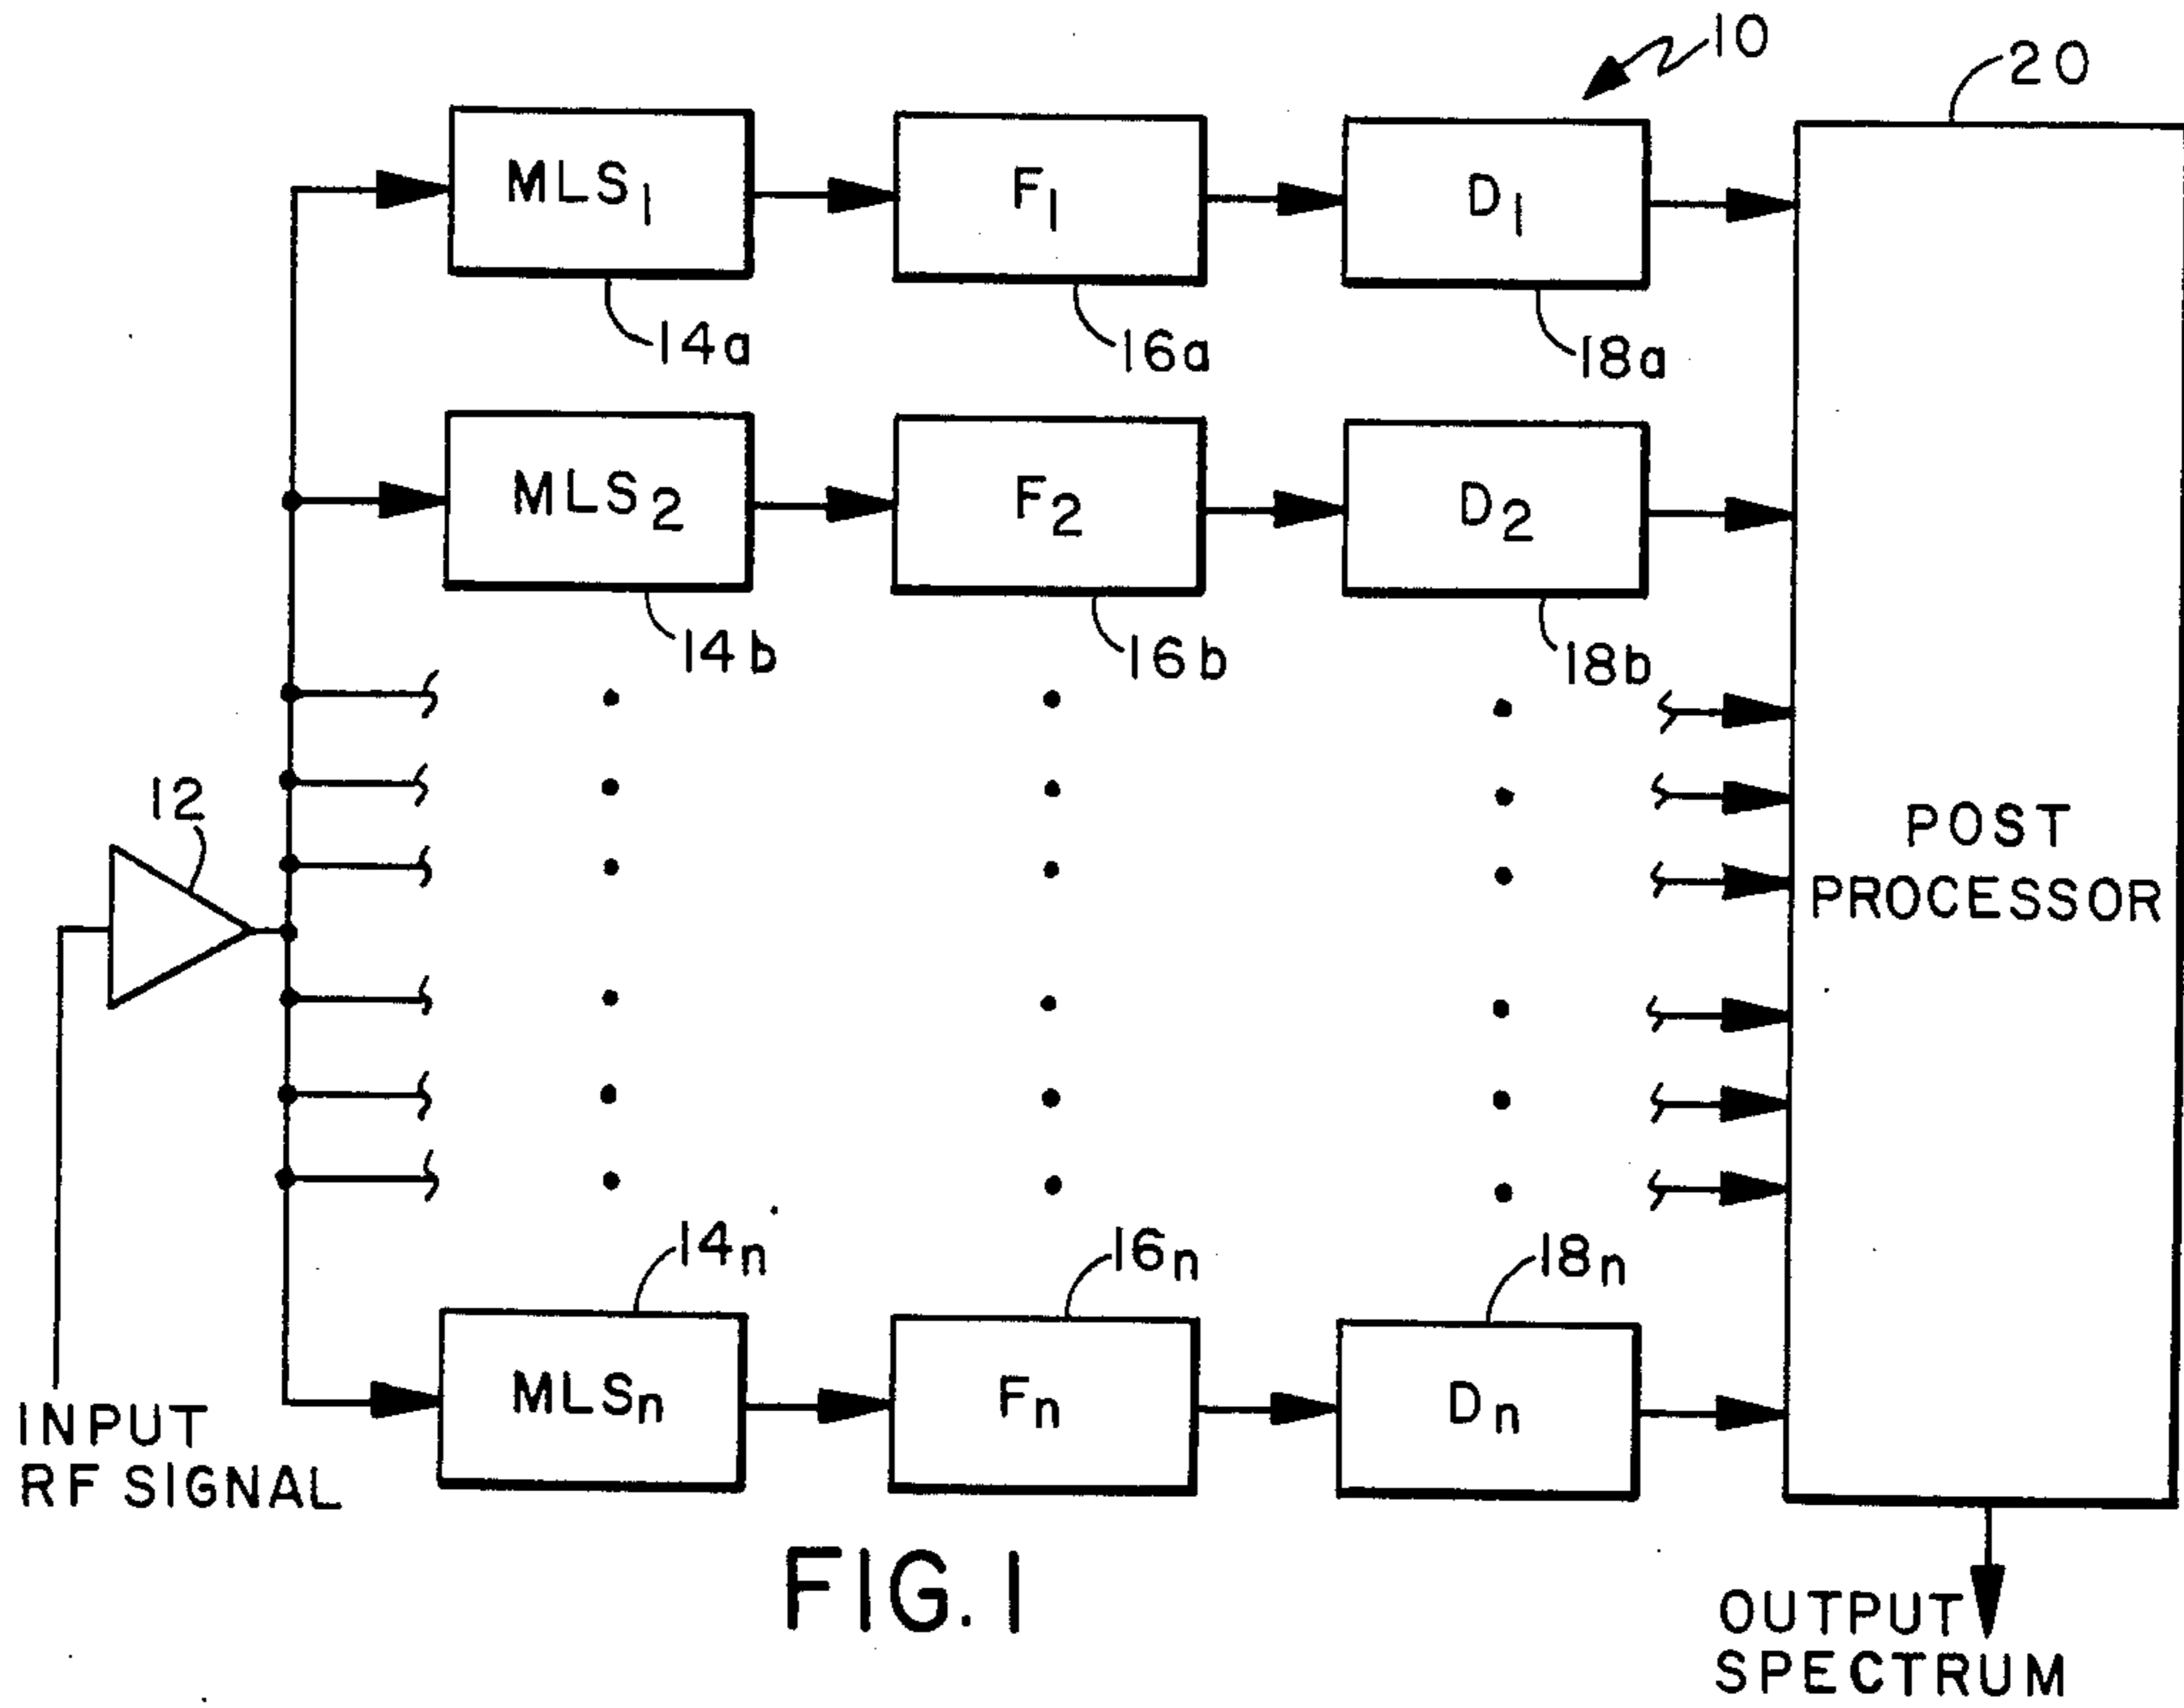 10
20
MLS1
F1
D1
14a
16a
18a
MLS2
F2
D2
14b
16b
18b
12
POST
PROCESSOR
14n
16n
18n
MLSn
Fn
Dn
INPUT
RF SIGNAL
FIG. 1
OUTPUT
SPECTRUM